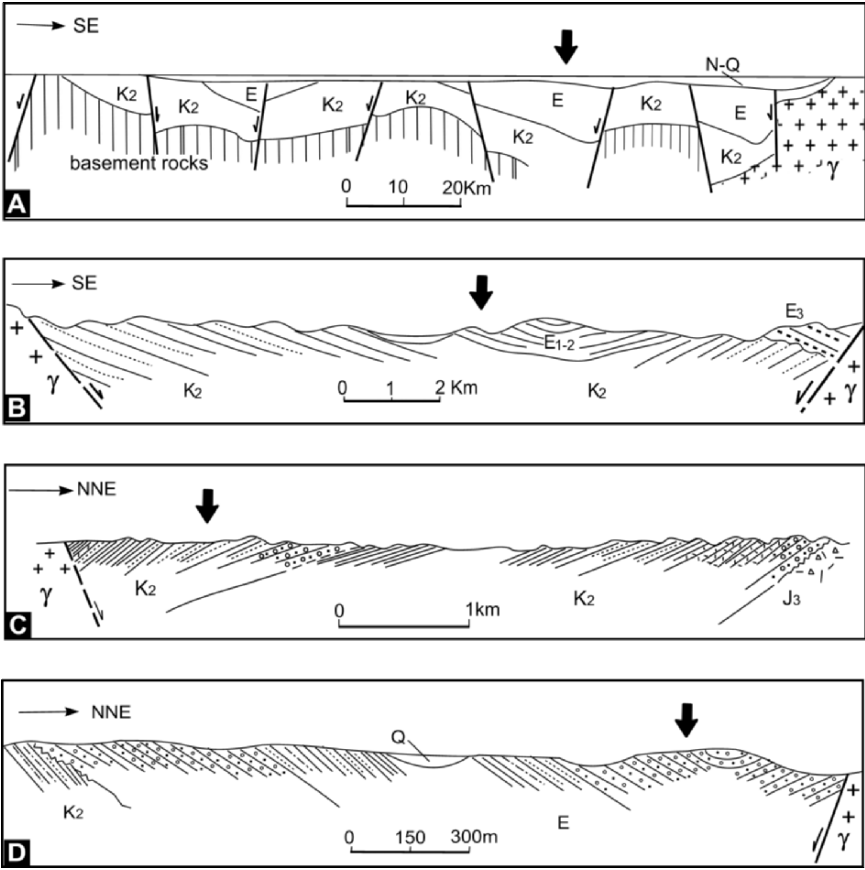 SE
N-Q
K2 K2 E K2 K2 E K2 E
K2 K2
basement rocks
γ
0 10 20Km
A
SE
E3
γ K2 E1-2 K2 γ
0 1 2 Km
B
NNE
γ K2 K2 J3
0 1km
C
NNE
Q
K2 E γ
0 150 300m
D